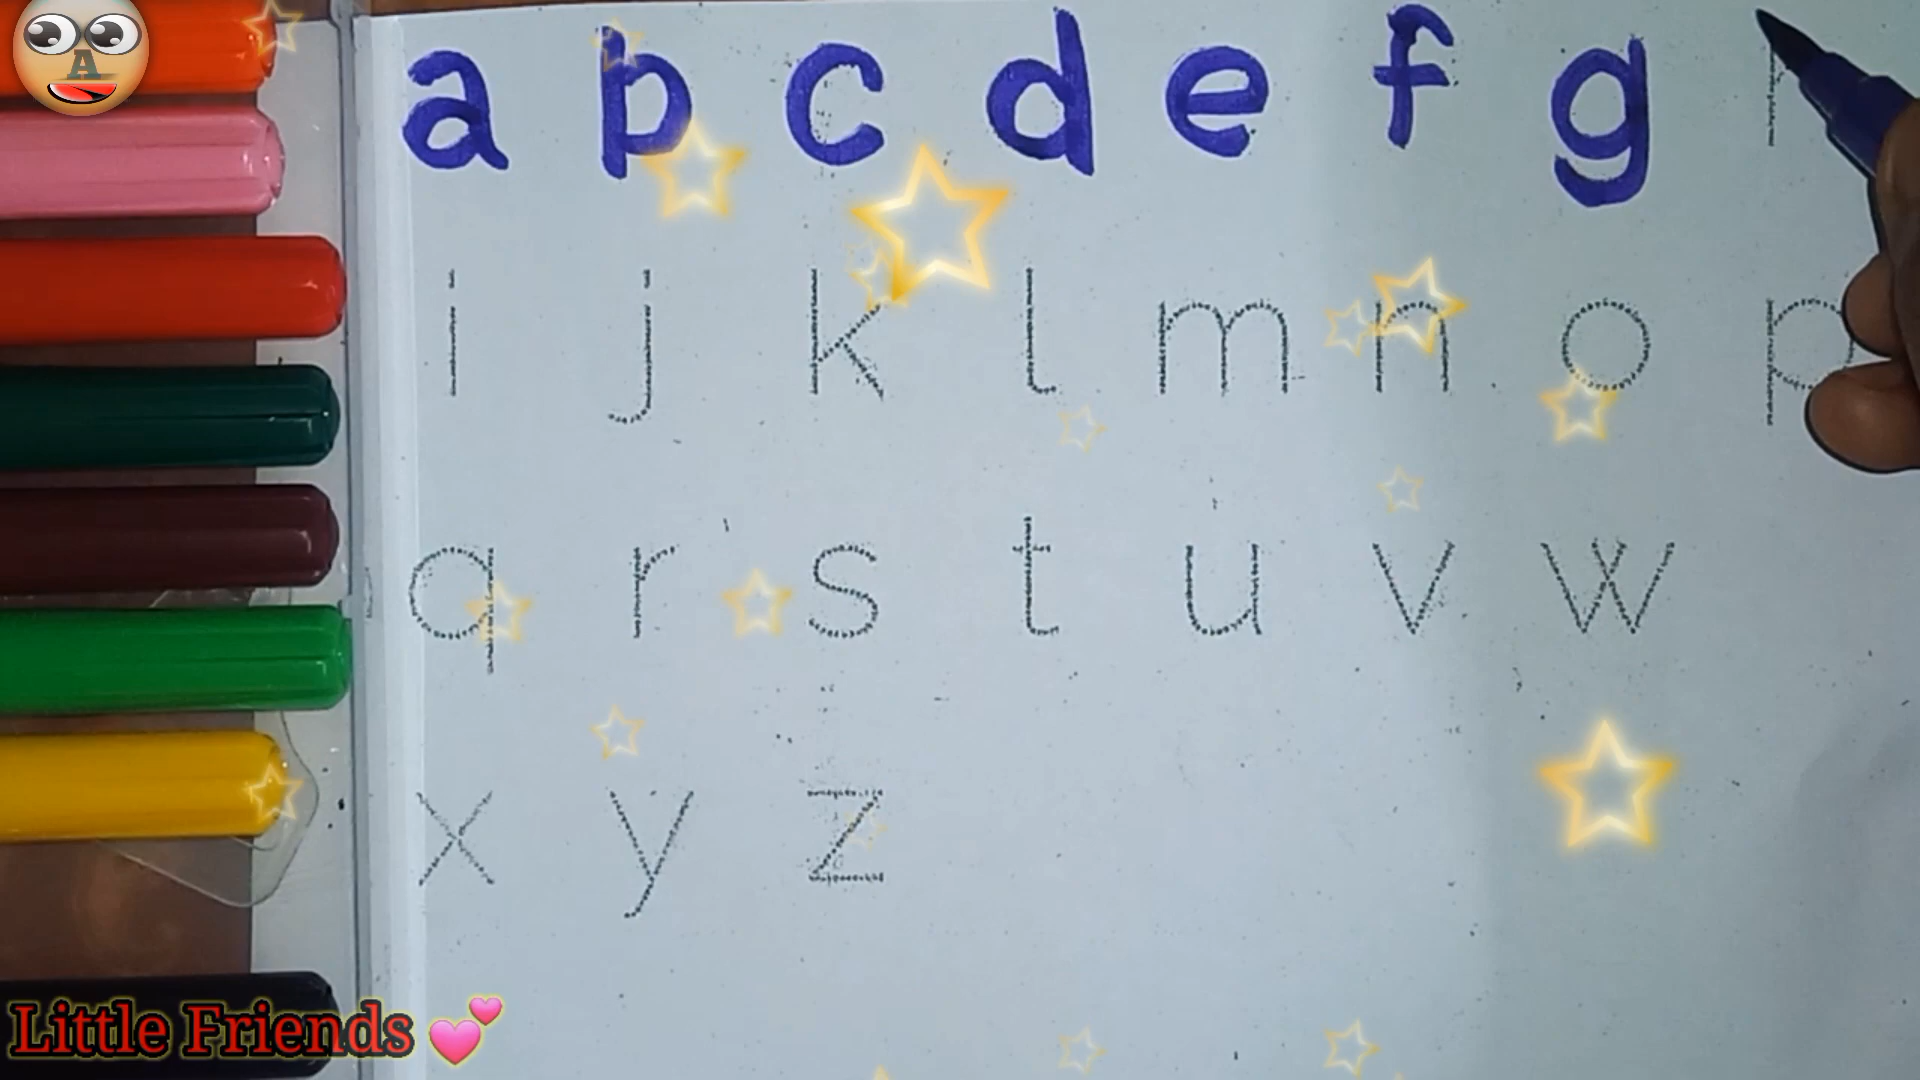 A
a b c d e f g h
i j k l m n o p
q r s t u v w
x y z
Little Friends